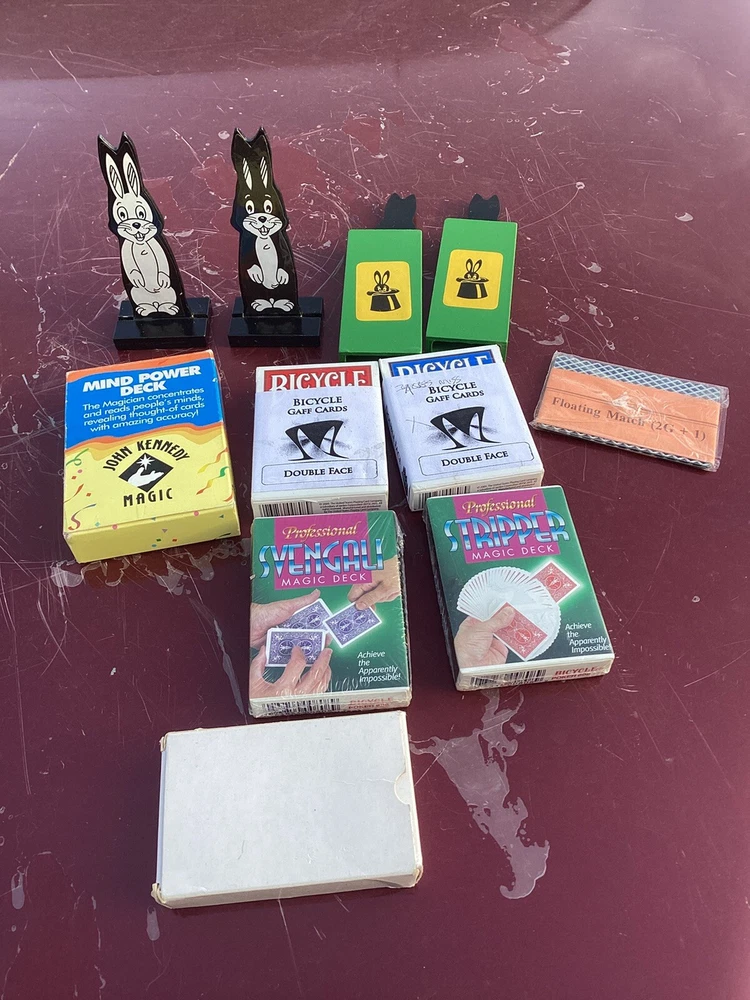 MIND POWER
DECK
The Magician concentrates
and reads people's minds,
revealing thought-of cards
with amazing accuracy!
JOHN KENNEDY
MAGIC
BICYCLE
BICYCLE
GAFF CARDS
DOUBLE FACE
BICYCLE
BICYCLE
GAFF CARDS
DOUBLE FACE
Floating Match (2G + 1)
Professional
SVENGALI
MAGIC DECK
Achieve
the
Apparently
Impossible!
BICYCLE
Professional
STRIPPER
MAGIC DECK
Achieve
the
Apparently
Impossible!
BICYCLE